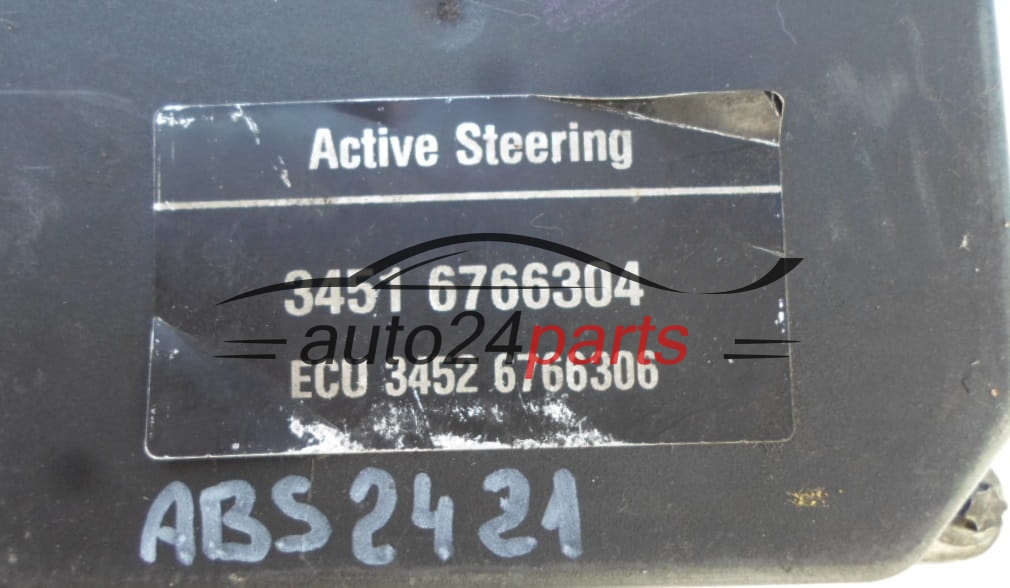 Active Steering
3451 6766304
auto24parts
ECU 3452 6766306
ABS 2421